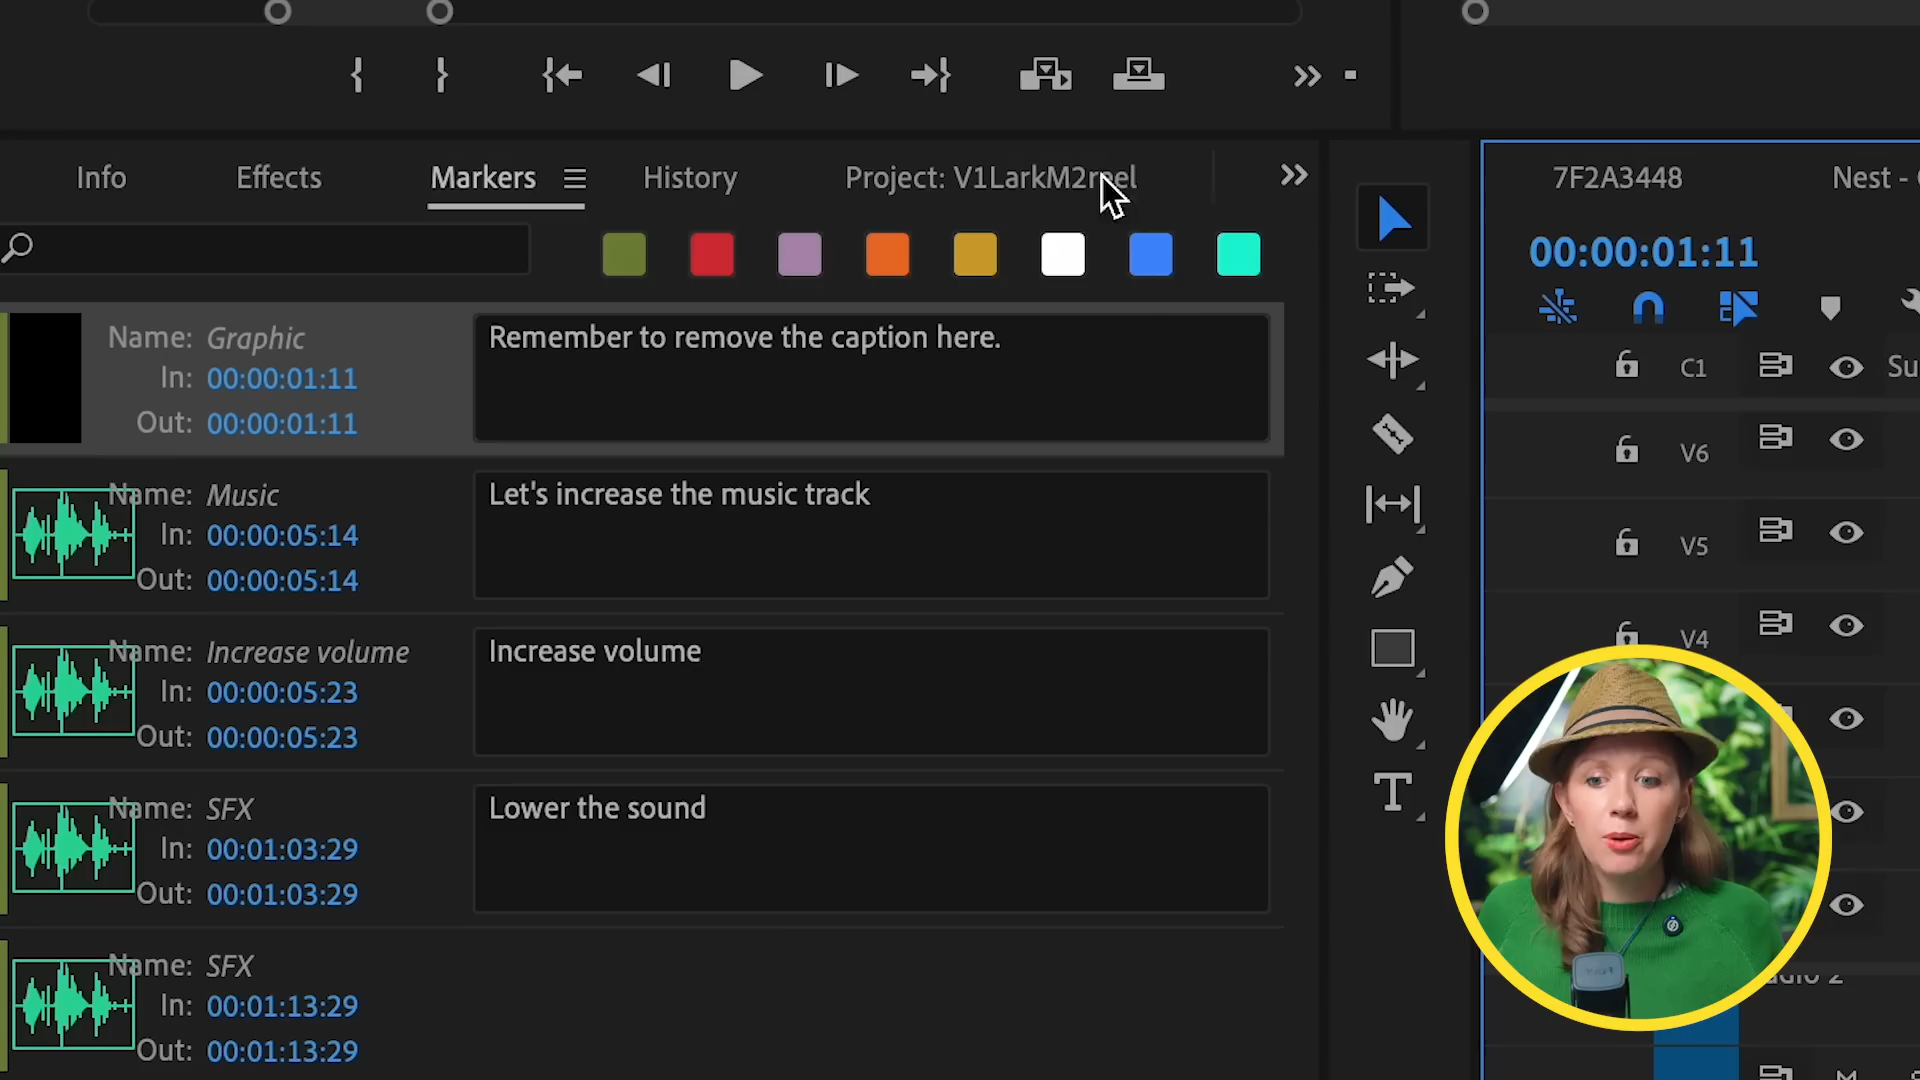 Info
Effects
Markers
History
Project: V1LarkM2reel
7F2A3448
Nest -
00:00:01:11
Name: Graphic
In: 00:00:01:11
Out: 00:00:01:11
Remember to remove the caption here.
Name: Music
In: 00:00:05:14
Out: 00:00:05:14
Let's increase the music track
Name: Increase volume
In: 00:00:05:23
Out: 00:00:05:23
Increase volume
Name: SFX
In: 00:01:03:29
Out: 00:01:03:29
Lower the sound
Name: SFX
In: 00:01:13:29
Out: 00:01:13:29
C1
Su
V6
V5
V4